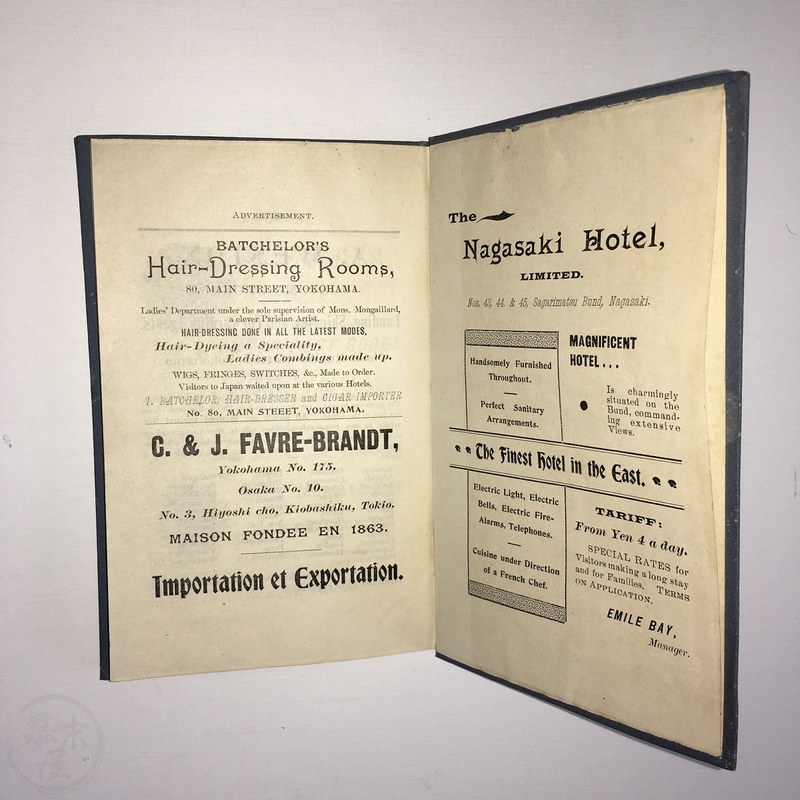 ADVERTISEMENT.
BATCHELOR'S
Hair-Dressing Rooms,
80, MAIN STREET, YOKOHAMA.
Ladies' Department under the sole supervision of Mons. Mongaillard,
a clever Parisian Artist.
HAIR-DRESSING DONE IN ALL THE LATEST MODES,
Hair-Dyeing a Speciality,
Ladies Combings made up.
WIGS, FRINGES, SWITCHES, &c., Made to Order.
Visitors to Japan waited upon at the various Hotels.
T. BATCHELOR, HAIR-DRESSER and CIGAR IMPORTER
No. 80, MAIN STREET, YOKOHAMA.
C. & J. FAVRE-BRANDT,
Yokohama No. 175.
Osaka No. 10.
No. 3, Hiyoshi cho, Kiobashiku, Tokio.
MAISON FONDEE EN 1863.
Importation et Exportation.
The
Nagasaki Hotel,
LIMITED.
Nos. 43, 44, & 45, Sagarimatsu Bund, Nagasaki.
Handsomely Furnished
Throughout.
Perfect Sanitary
Arrangements.
MAGNIFICENT
HOTEL...
Is charmingly
situated on the
Bund, command-
ing extensive
Views.
The Finest Hotel in the East.
Electric Light, Electric
Bells, Electric Fire-
Alarms, Telephones.
Cuisine under Direction
of a French Chef.
TARIFF:
From Yen 4 a day.
SPECIAL RATES for
Visitors making a long stay
and for Families. TERMS
ON APPLICATION.
EMILE BAY,
Manager.
幕末屋